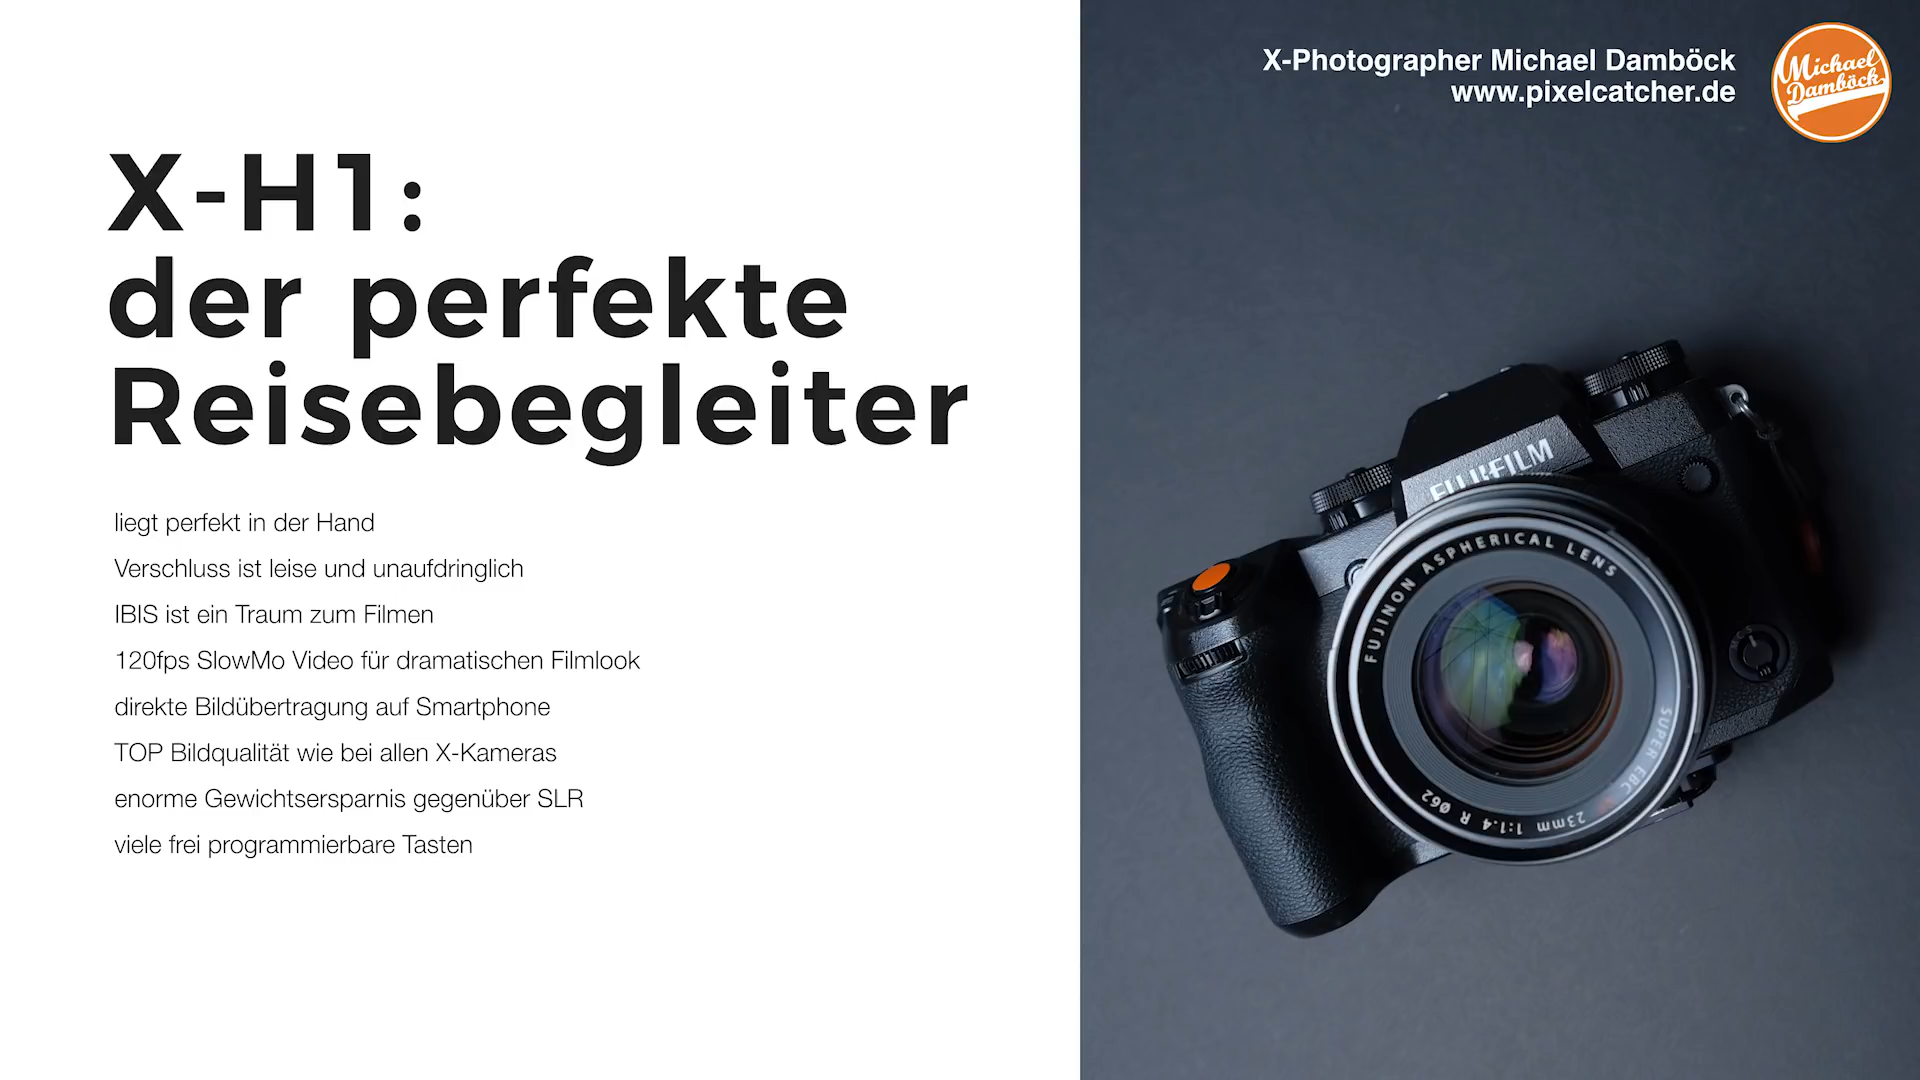 X-H1:
der perfekte
Reisebegleiter
liegt perfekt in der Hand
Verschluss ist leise und unaufdringlich
IBIS ist ein Traum zum Filmen
120fps SlowMo Video für dramatischen Filmlook
direkte Bildübertragung auf Smartphone
TOP Bildqualität wie bei allen X-Kameras
enorme Gewichtsersparnis gegenüber SLR
viele frei programmierbare Tasten
X-Photographer Michael Damböck
www.pixelcatcher.de
Michael
Damböck
FUJIFILM
FUJINON ASPHERICAL LENS
SUPER EBC
23mm 1:1.4 R ø62